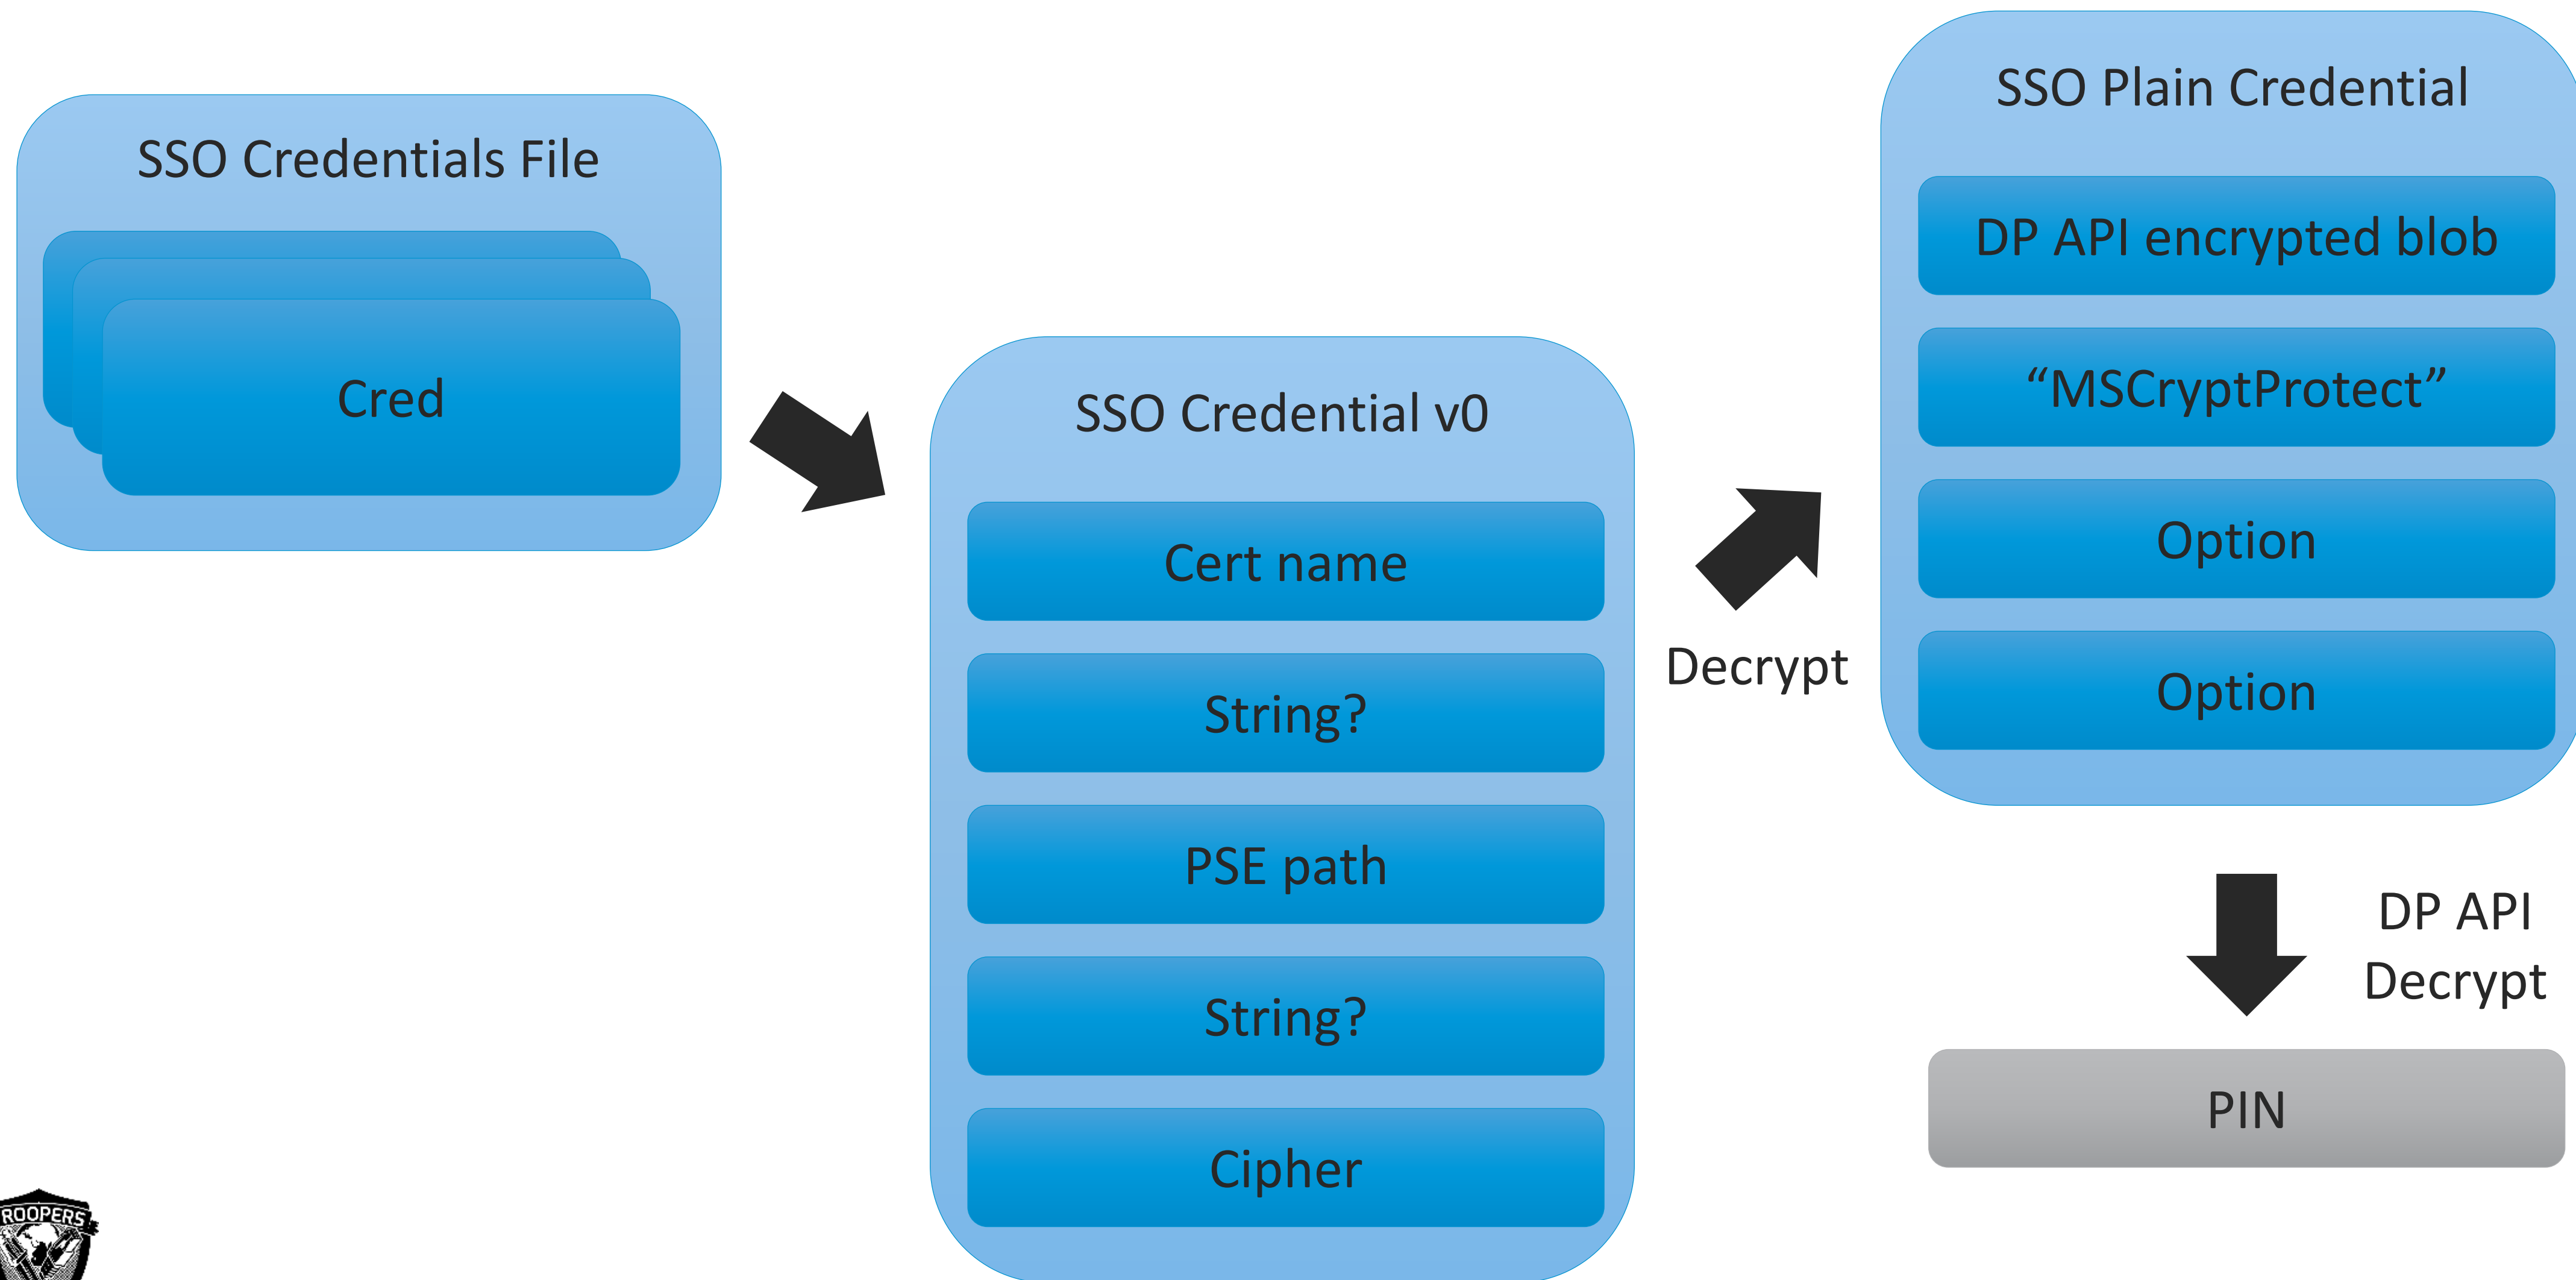 SSO Credentials File
Cred
SSO Credential v0
Cert name
String?
PSE path
String?
Cipher
Decrypt
SSO Plain Credential
DP API encrypted blob
“MSCryptProtect”
Option
Option
DP API
Decrypt
PIN
ROOPERS